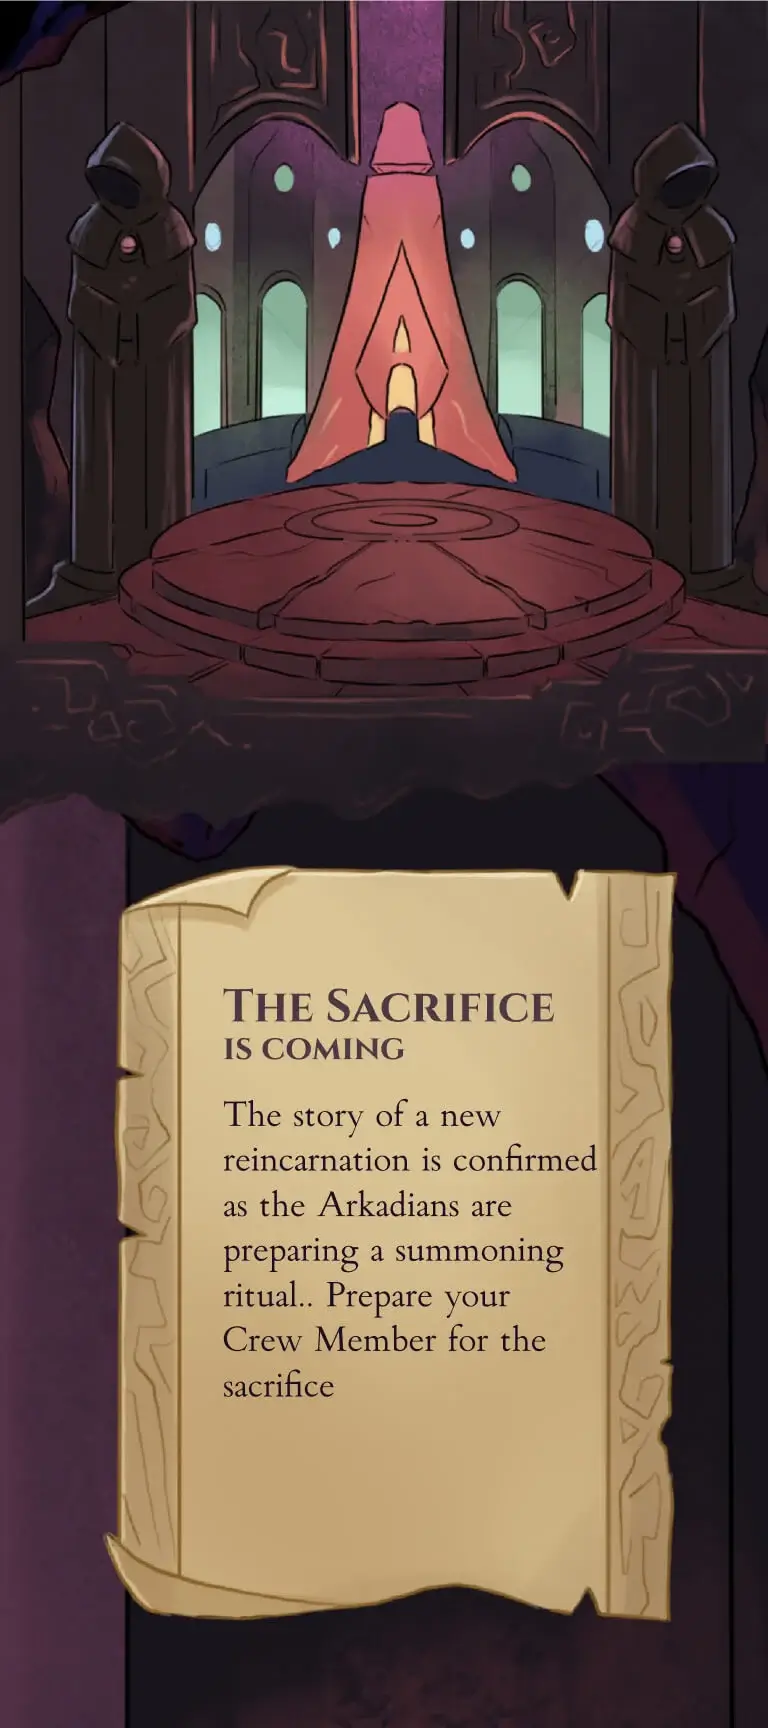 The Sacrifice
is coming
The story of a new
reincarnation is confirmed
as the Arkadians are
preparing a summoning
ritual.. Prepare your
Crew Member for the
sacrifice